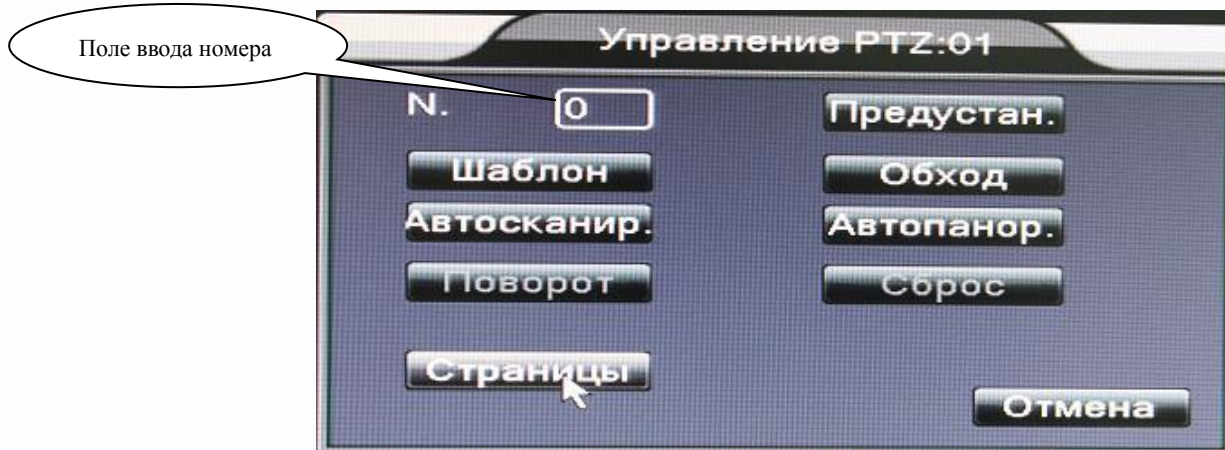 Поле ввода номера
Управление PTZ:01
N. 0 Предустан.
Шаблон Обход
Автосканир. Автопанор.
Поворот Сброс
Страницы
Отмена